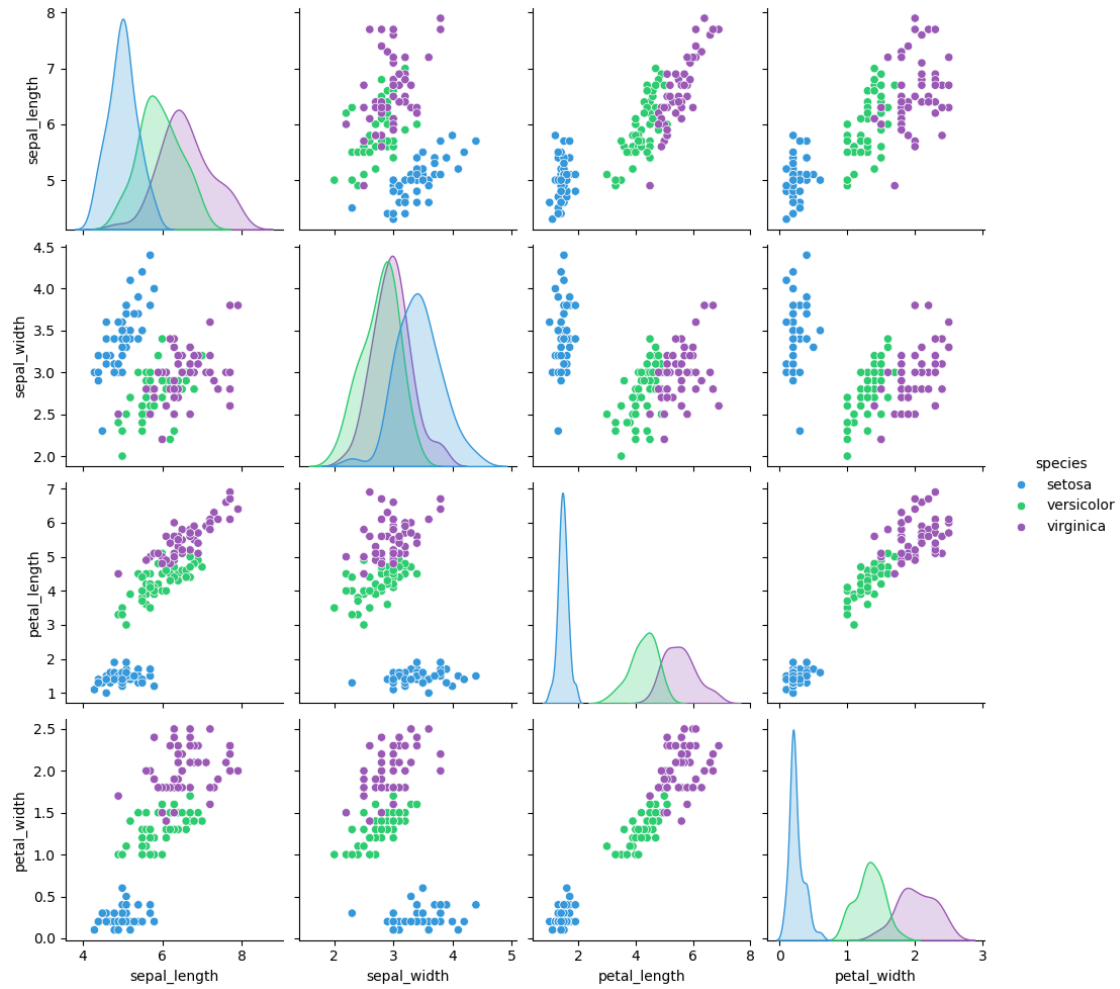 8
7
6
5
sepal_length
4.5
4.0
3.5
3.0
2.5
2.0
sepal_width
species
setosa
versicolor
virginica
7
6
5
4
3
2
1
petal_length
2.5
2.0
1.5
1.0
0.5
0.0
petal_width
4 6 8
2 3 4 5
0 2 4 6 8
0 1 2 3
sepal_length
sepal_width
petal_length
petal_width